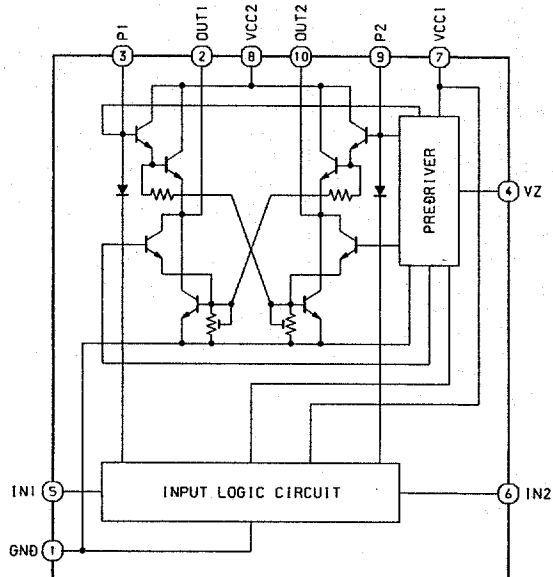 P1 OUT1 VCC2 OUT2 P2 VCC1
3 2 8 10 9 7
PREDRIVER
4 VZ
INPUT LOGIC CIRCUIT
IN1 5
6 IN2
GND 1